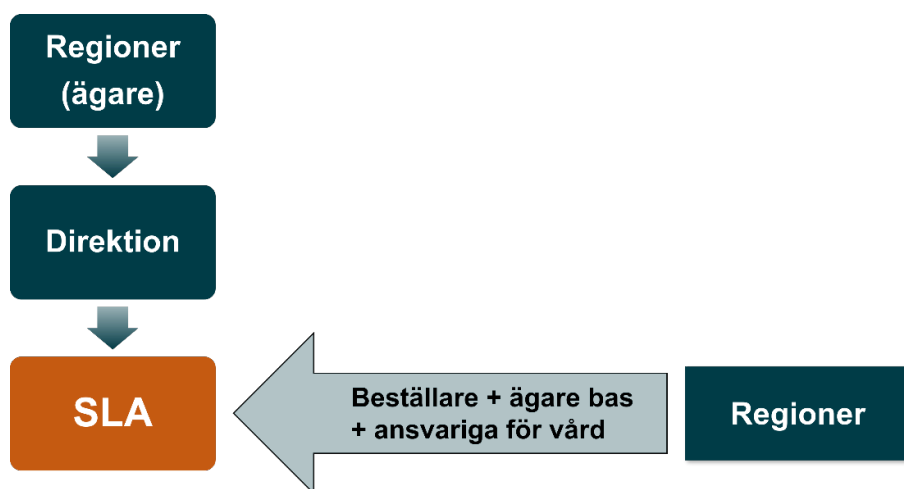 Regioner
(ägare)
Direktion
SLA
Beställare + ägare bas
+ ansvariga för vård
Regioner